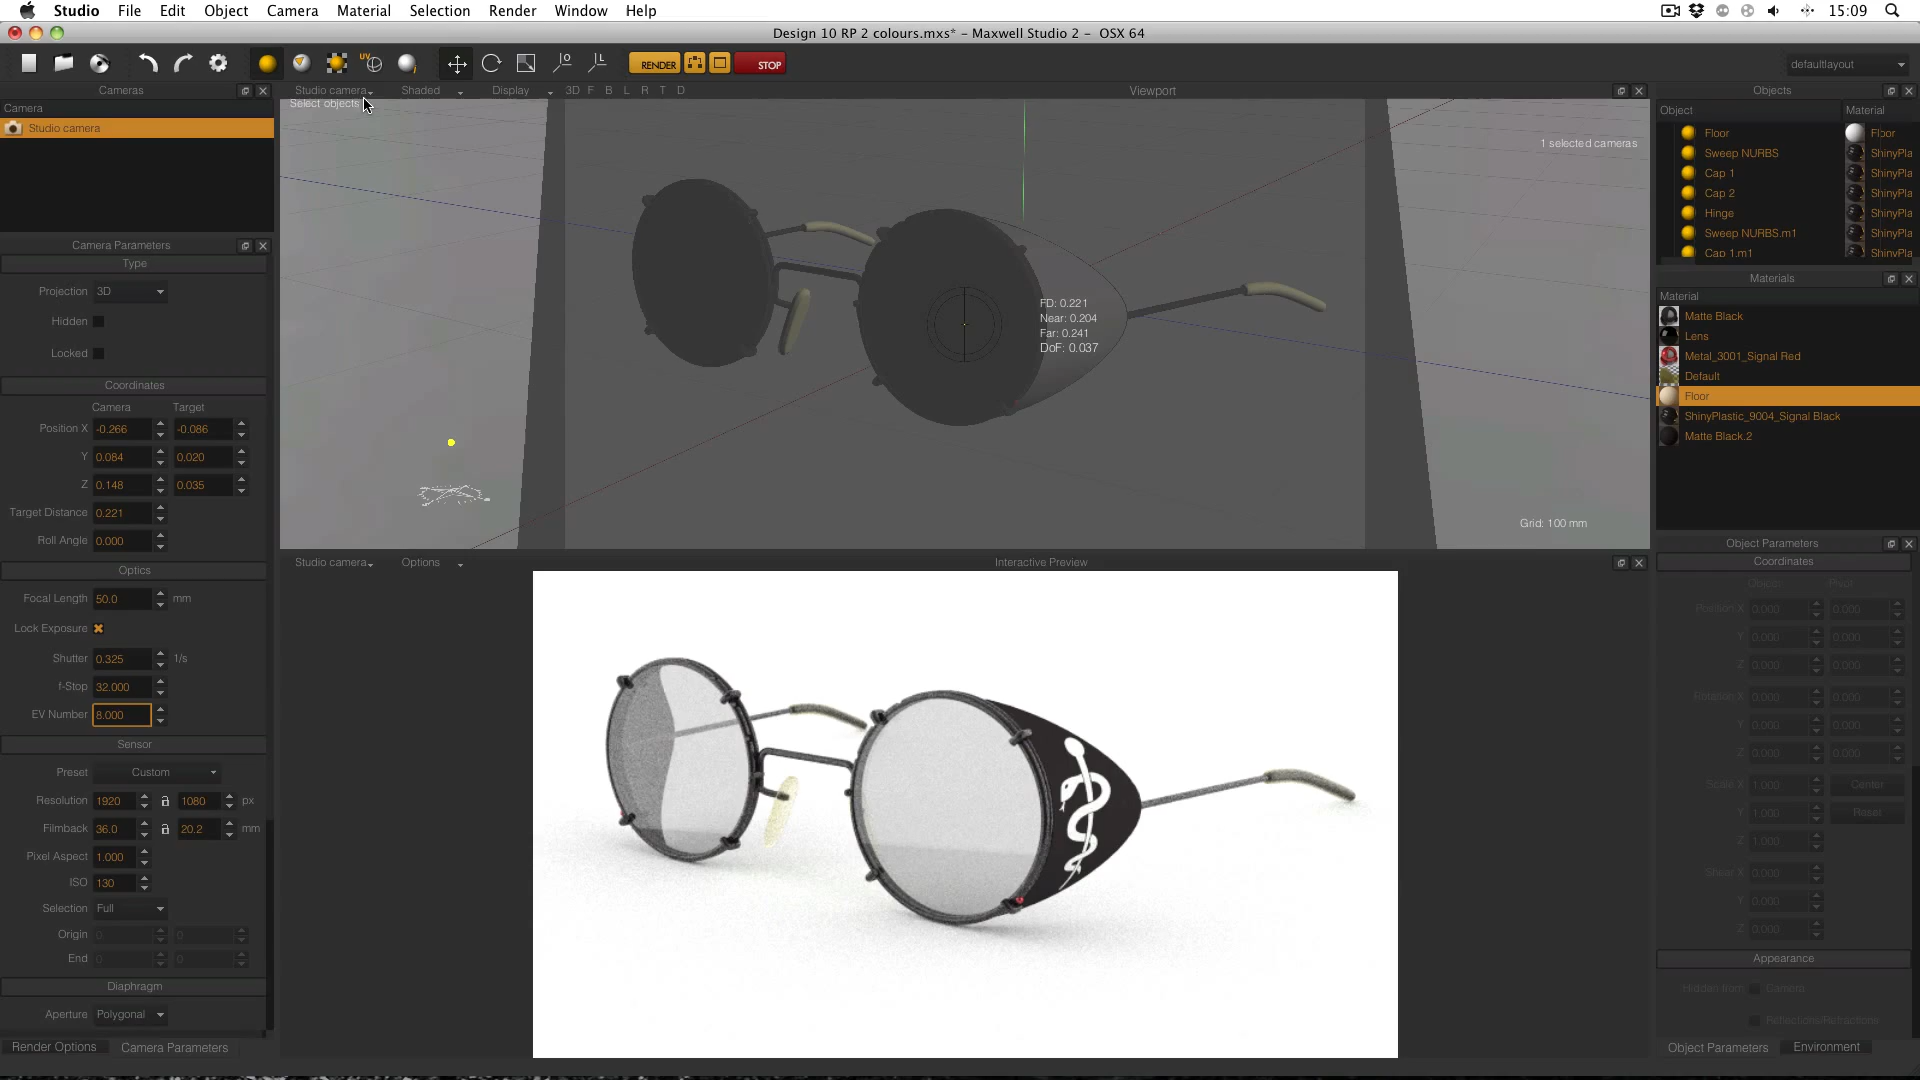 Studio File Edit Object Camera Material Selection Render Window Help 15:09
Design 10 RP 2 colours.mxs* - Maxwell Studio 2 - OSX 64
UV RENDER STOP defaultlayout
Cameras
Camera
Studio camera
Camera Parameters
Type
Projection 3D
Hidden
Locked
Coordinates
Camera Target
Position X -0.266 -0.086
Y 0.084 0.020
Z 0.148 0.035
Target Distance 0.221
Roll Angle 0.000
Optics
Focal Length 50.0 mm
Lock Exposure
Shutter 0.325 1/s
f-Stop 32.000
EV Number 8.000
Sensor
Preset Custom
Resolution 1920 1080 px
Filmback 36.0 20.2 mm
Pixel Aspect 1.000
ISO 130
Selection Full
Origin 0 0
End 0 0
Diaphragm
Aperture Polygonal
Render Options Camera Parameters
Studio camera Shaded Display 3D F B L R T D Viewport
Select objects
1 selected cameras
FD: 0.221
Near: 0.204
Far: 0.241
DoF: 0.037
Grid: 100 mm
Studio camera Options Interactive Preview
Objects
Object Material
Floor Floor
Sweep NURBS ShinyPla
Cap 1 ShinyPla
Cap 2 ShinyPla
Hinge ShinyPla
Sweep NURBS.m1 ShinyPla
Cap 1.m1 ShinyPla
Materials
Material
Matte Black
Lens
Metal_3001_Signal Red
Default
Floor
ShinyPlastic_9004_Signal Black
Matte Black.2
Object Parameters
Coordinates
Object Pivot
Position X 0.000 0.000
Y 0.000 0.000
Z 0.000 0.000
Rotation X 0.000 0.000
Y 0.000 0.000
Z 0.000 0.000
Scale X 1.000 Center
Y 1.000 Reset
Z 1.000
Shear X 0.000
Y 0.000
Z 0.000
Appearance
Hidden from Camera
Reflections/Refractions
Object Parameters Environment